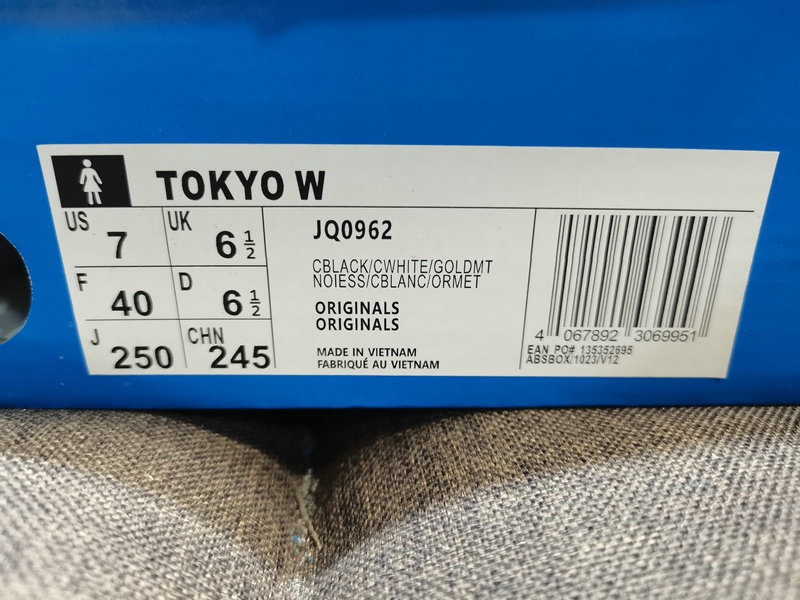 TOKYO W
US 7 UK 6 1/2
F 40 D 6 1/2
J 250 CHN 245
JQ0962
CBLACK/CWHITE/GOLDMT
NOIESS/CBLANC/ORMET
ORIGINALS
ORIGINALS
MADE IN VIETNAM
FABRIQUÉ AU VIETNAM
4 067892 3069951
EAN PO# 135352695
ABSBOX/1023/V12